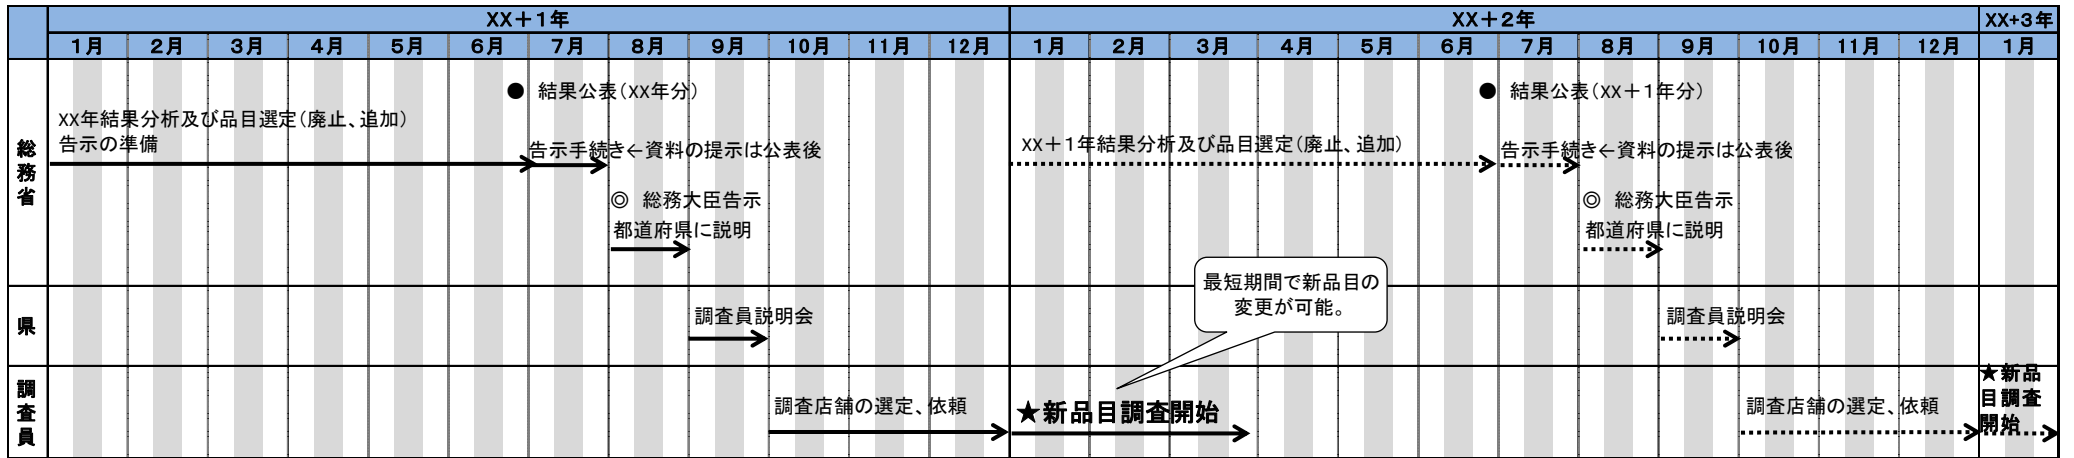 XX＋1年
XX＋2年
XX+3年
1月 2月 3月 4月 5月 6月 7月 8月 9月 10月 11月 12月 1月 2月 3月 4月 5月 6月 7月 8月 9月 10月 11月 12月 1月
総務省
● 結果公表（XX年分）
XX年結果分析及び品目選定（廃止、追加）
告示の準備
告示手続き←資料の提示は公表後
◎ 総務大臣告示
都道府県に説明
● 結果公表（XX＋1年分）
XX＋1年結果分析及び品目選定（廃止、追加）
告示手続き←資料の提示は公表後
◎ 総務大臣告示
都道府県に説明
最短期間で新品目の
変更が可能。
県
調査員説明会
調査員説明会
調査員
調査店舗の選定、依頼
★新品目調査開始
調査店舗の選定、依頼
★新品
目調査
開始